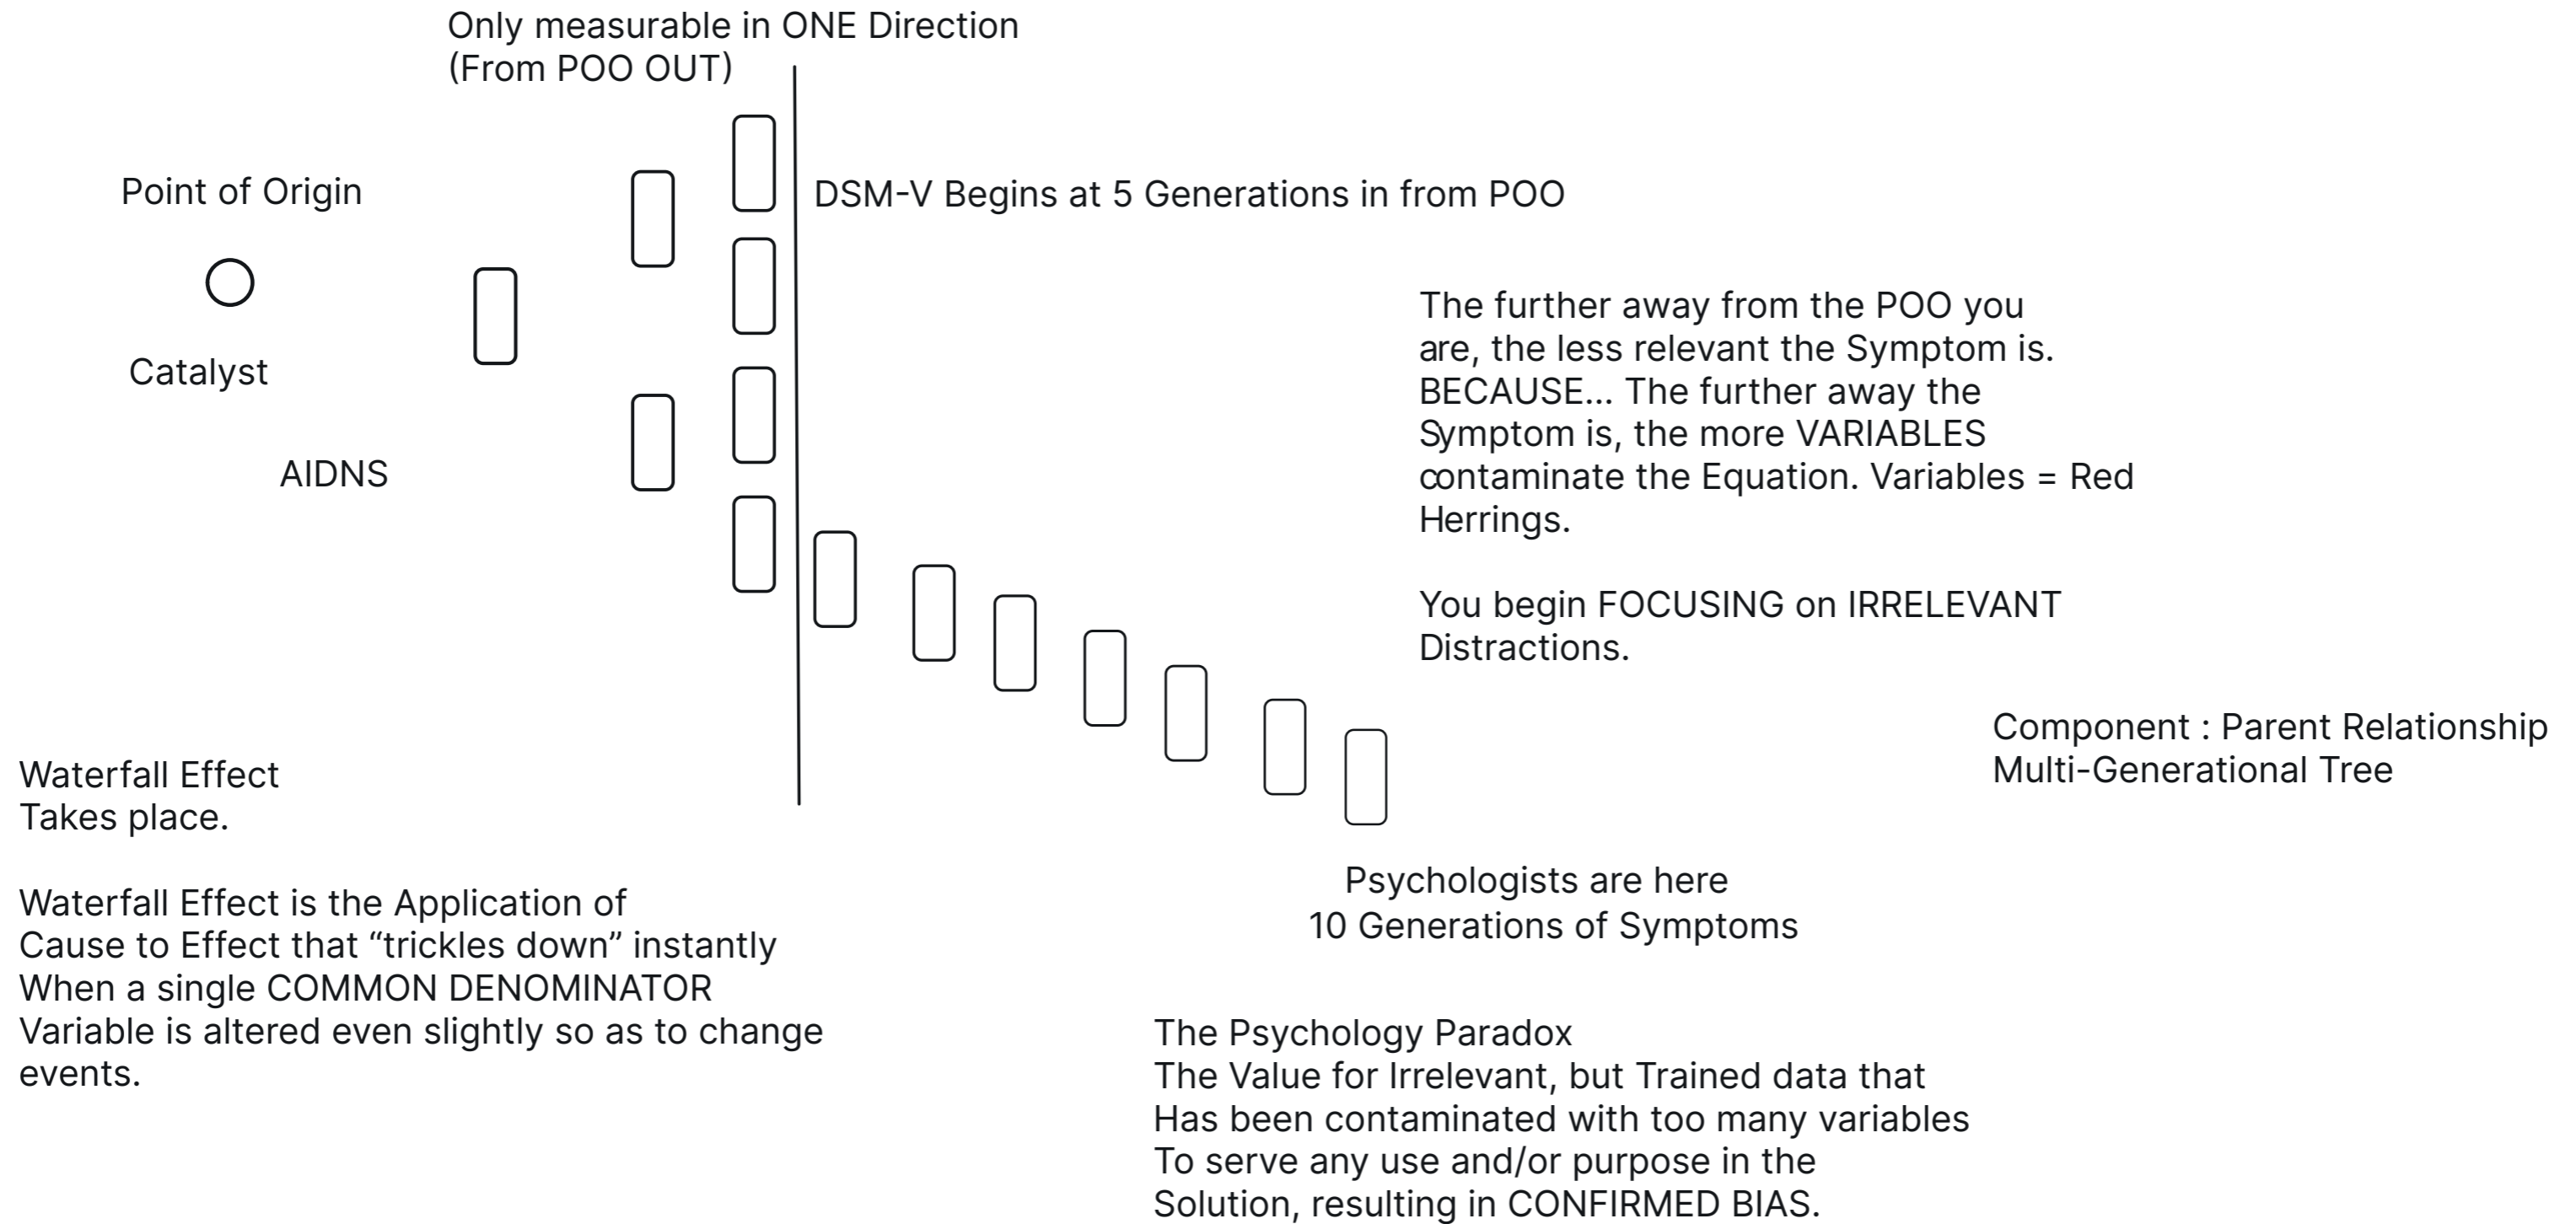 Only measurable in ONE Direction
(From POO OUT)
Point of Origin
DSM-V Begins at 5 Generations in from POO
Catalyst
AIDNS
The further away from the POO you
are, the less relevant the Symptom is.
BECAUSE... The further away the
Symptom is, the more VARIABLES
contaminate the Equation. Variables = Red
Herrings.
You begin FOCUSING on IRRELEVANT
Distractions.
Component : Parent Relationship
Multi-Generational Tree
Waterfall Effect
Takes place.
Waterfall Effect is the Application of
Cause to Effect that “trickles down” instantly
When a single COMMON DENOMINATOR
Variable is altered even slightly so as to change
events.
Psychologists are here
10 Generations of Symptoms
The Psychology Paradox
The Value for Irrelevant, but Trained data that
Has been contaminated with too many variables
To serve any use and/or purpose in the
Solution, resulting in CONFIRMED BIAS.